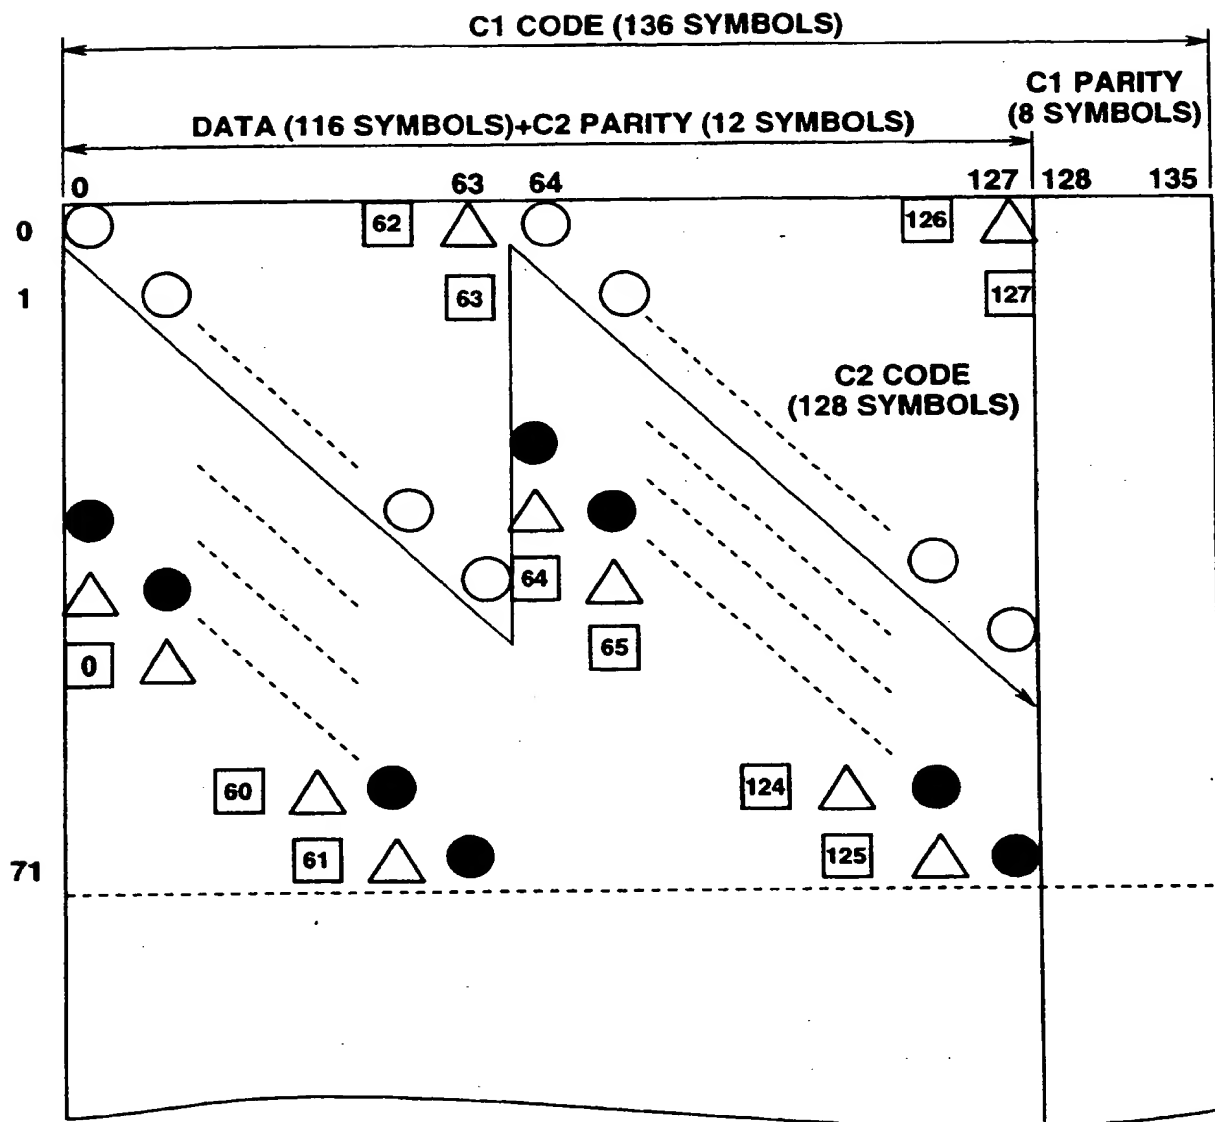 C1 CODE (136 SYMBOLS)
C1 PARITY
(8 SYMBOLS)
DATA (116 SYMBOLS)+C2 PARITY (12 SYMBOLS)
0 63 64 127 128 135
0 62 126
1 63 127
C2 CODE
(128 SYMBOLS)
64
65
0
60 124
61 125
71